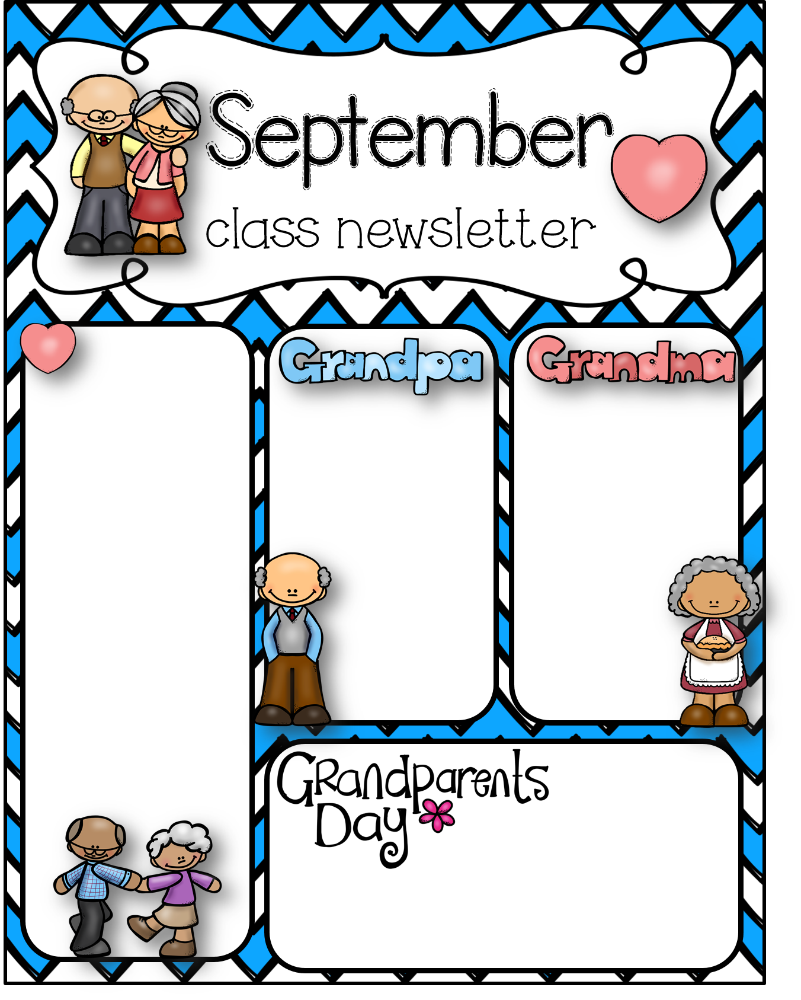 September
class newsletter
Grandpa
Grandma
Grandparents
Day